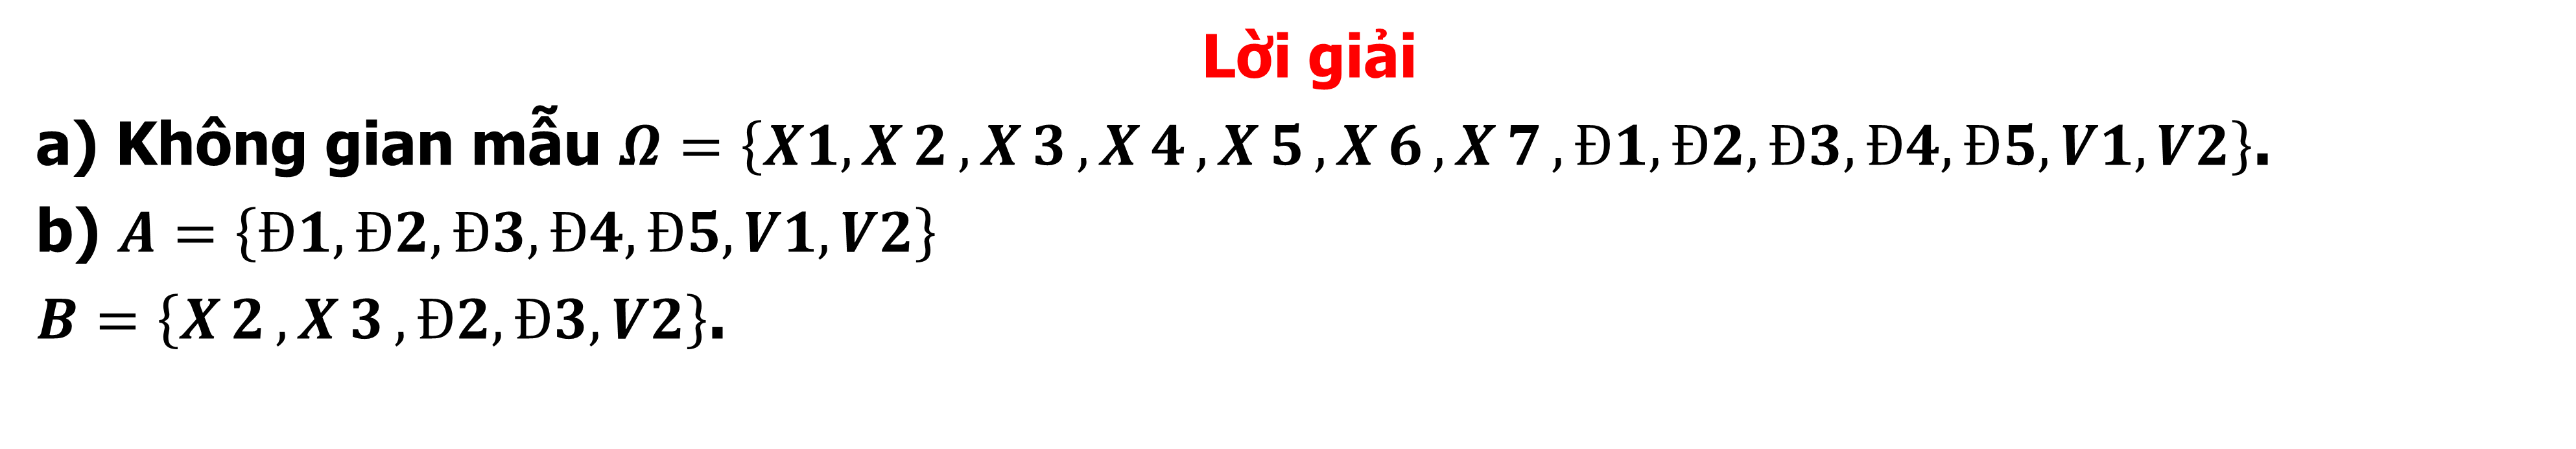 Lời giải
a) Không gian mẫu Ω = {X1, X 2 , X 3 , X 4 , X 5 , X 6 , X 7 , Đ1, Đ2, Đ3, Đ4, Đ5, V1, V2}.
b) A = {Đ1, Đ2, Đ3, Đ4, Đ5, V1, V2}
B = {X 2 , X 3 , Đ2, Đ3, V2}.